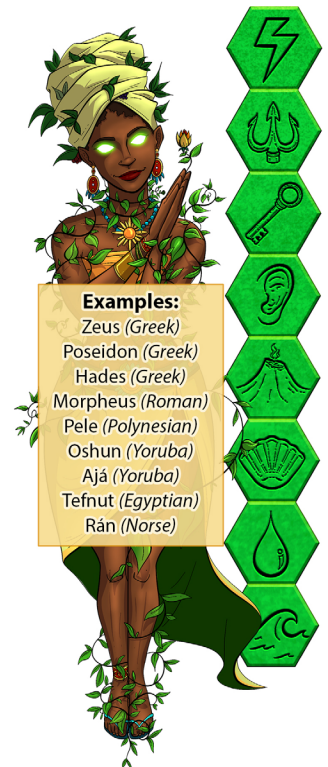 Examples:
Zeus (Greek)
Poseidon (Greek)
Hades (Greek)
Morpheus (Roman)
Pele (Polynesian)
Oshun (Yoruba)
Ajá (Yoruba)
Tefnut (Egyptian)
Rán (Norse)